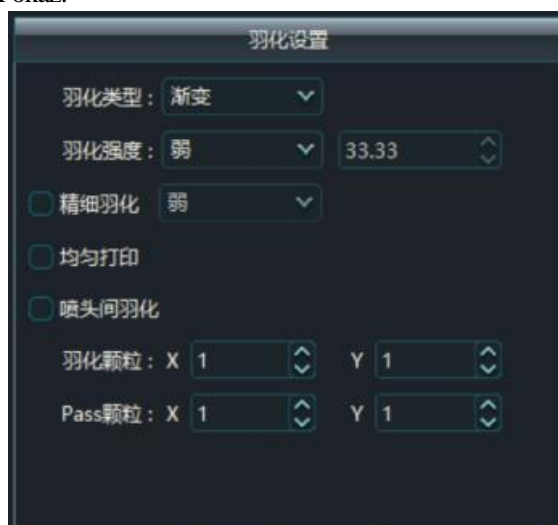 羽化设置
羽化类型： 渐变
羽化强度： 弱 33.33
精细羽化 弱
均匀打印
喷头间羽化
羽化颗粒： X 1 Y 1
Pass颗粒： X 1 Y 1